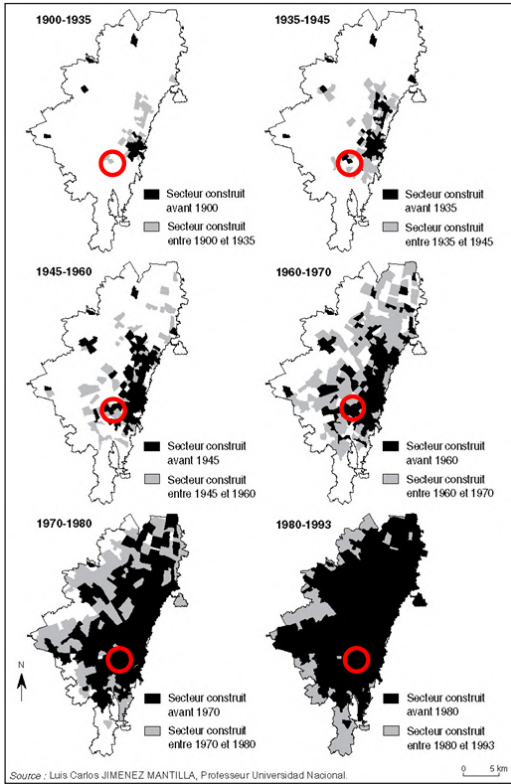 1900-1935
Secteur construit
avant 1900
Secteur construit
entre 1900 et 1935
1935-1945
Secteur construit
avant 1935
Secteur construit
entre 1935 et 1945
1945-1960
Secteur construit
avant 1945
Secteur construit
entre 1945 et 1960
1960-1970
Secteur construit
avant 1960
Secteur construit
entre 1960 et 1970
1970-1980
Secteur construit
avant 1970
Secteur construit
entre 1970 et 1980
N
1980-1993
Secteur construit
avant 1980
Secteur construit
entre 1980 et 1993
Source : Luis Carlos JIMENEZ MANTILLA, Professeur Universidad Nacional.
0 5 km